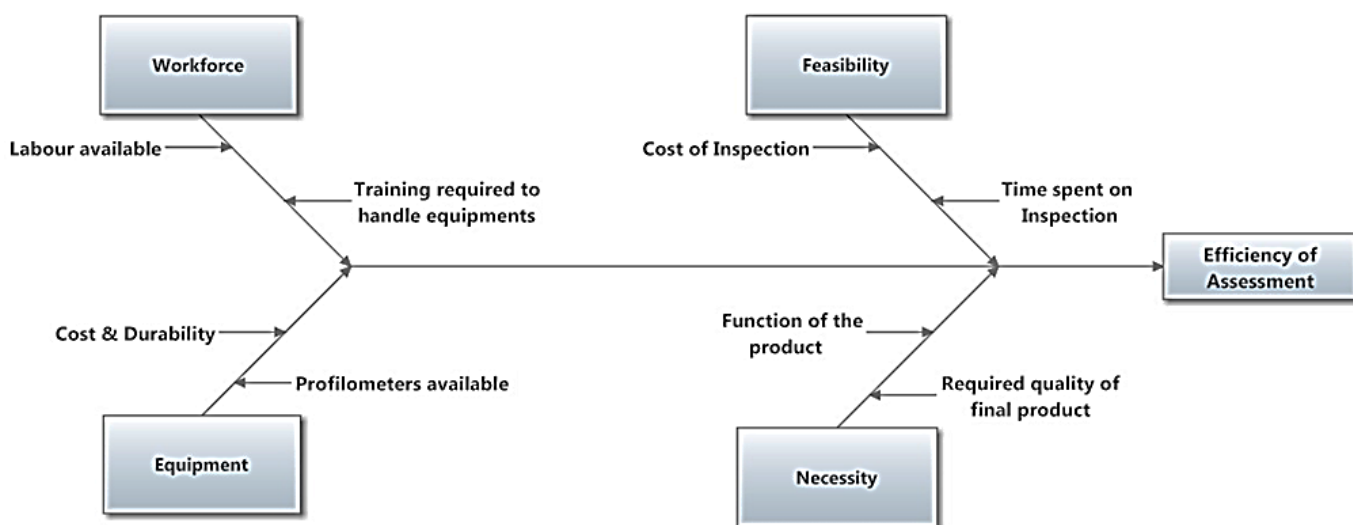 Workforce
Feasibility
Labour available
Cost of Inspection
Training required to
handle equipments
Time spent on
Inspection
Efficiency of
Assessment
Cost & Durability
Function of the
product
Profilometers available
Required quality of
final product
Equipment
Necessity